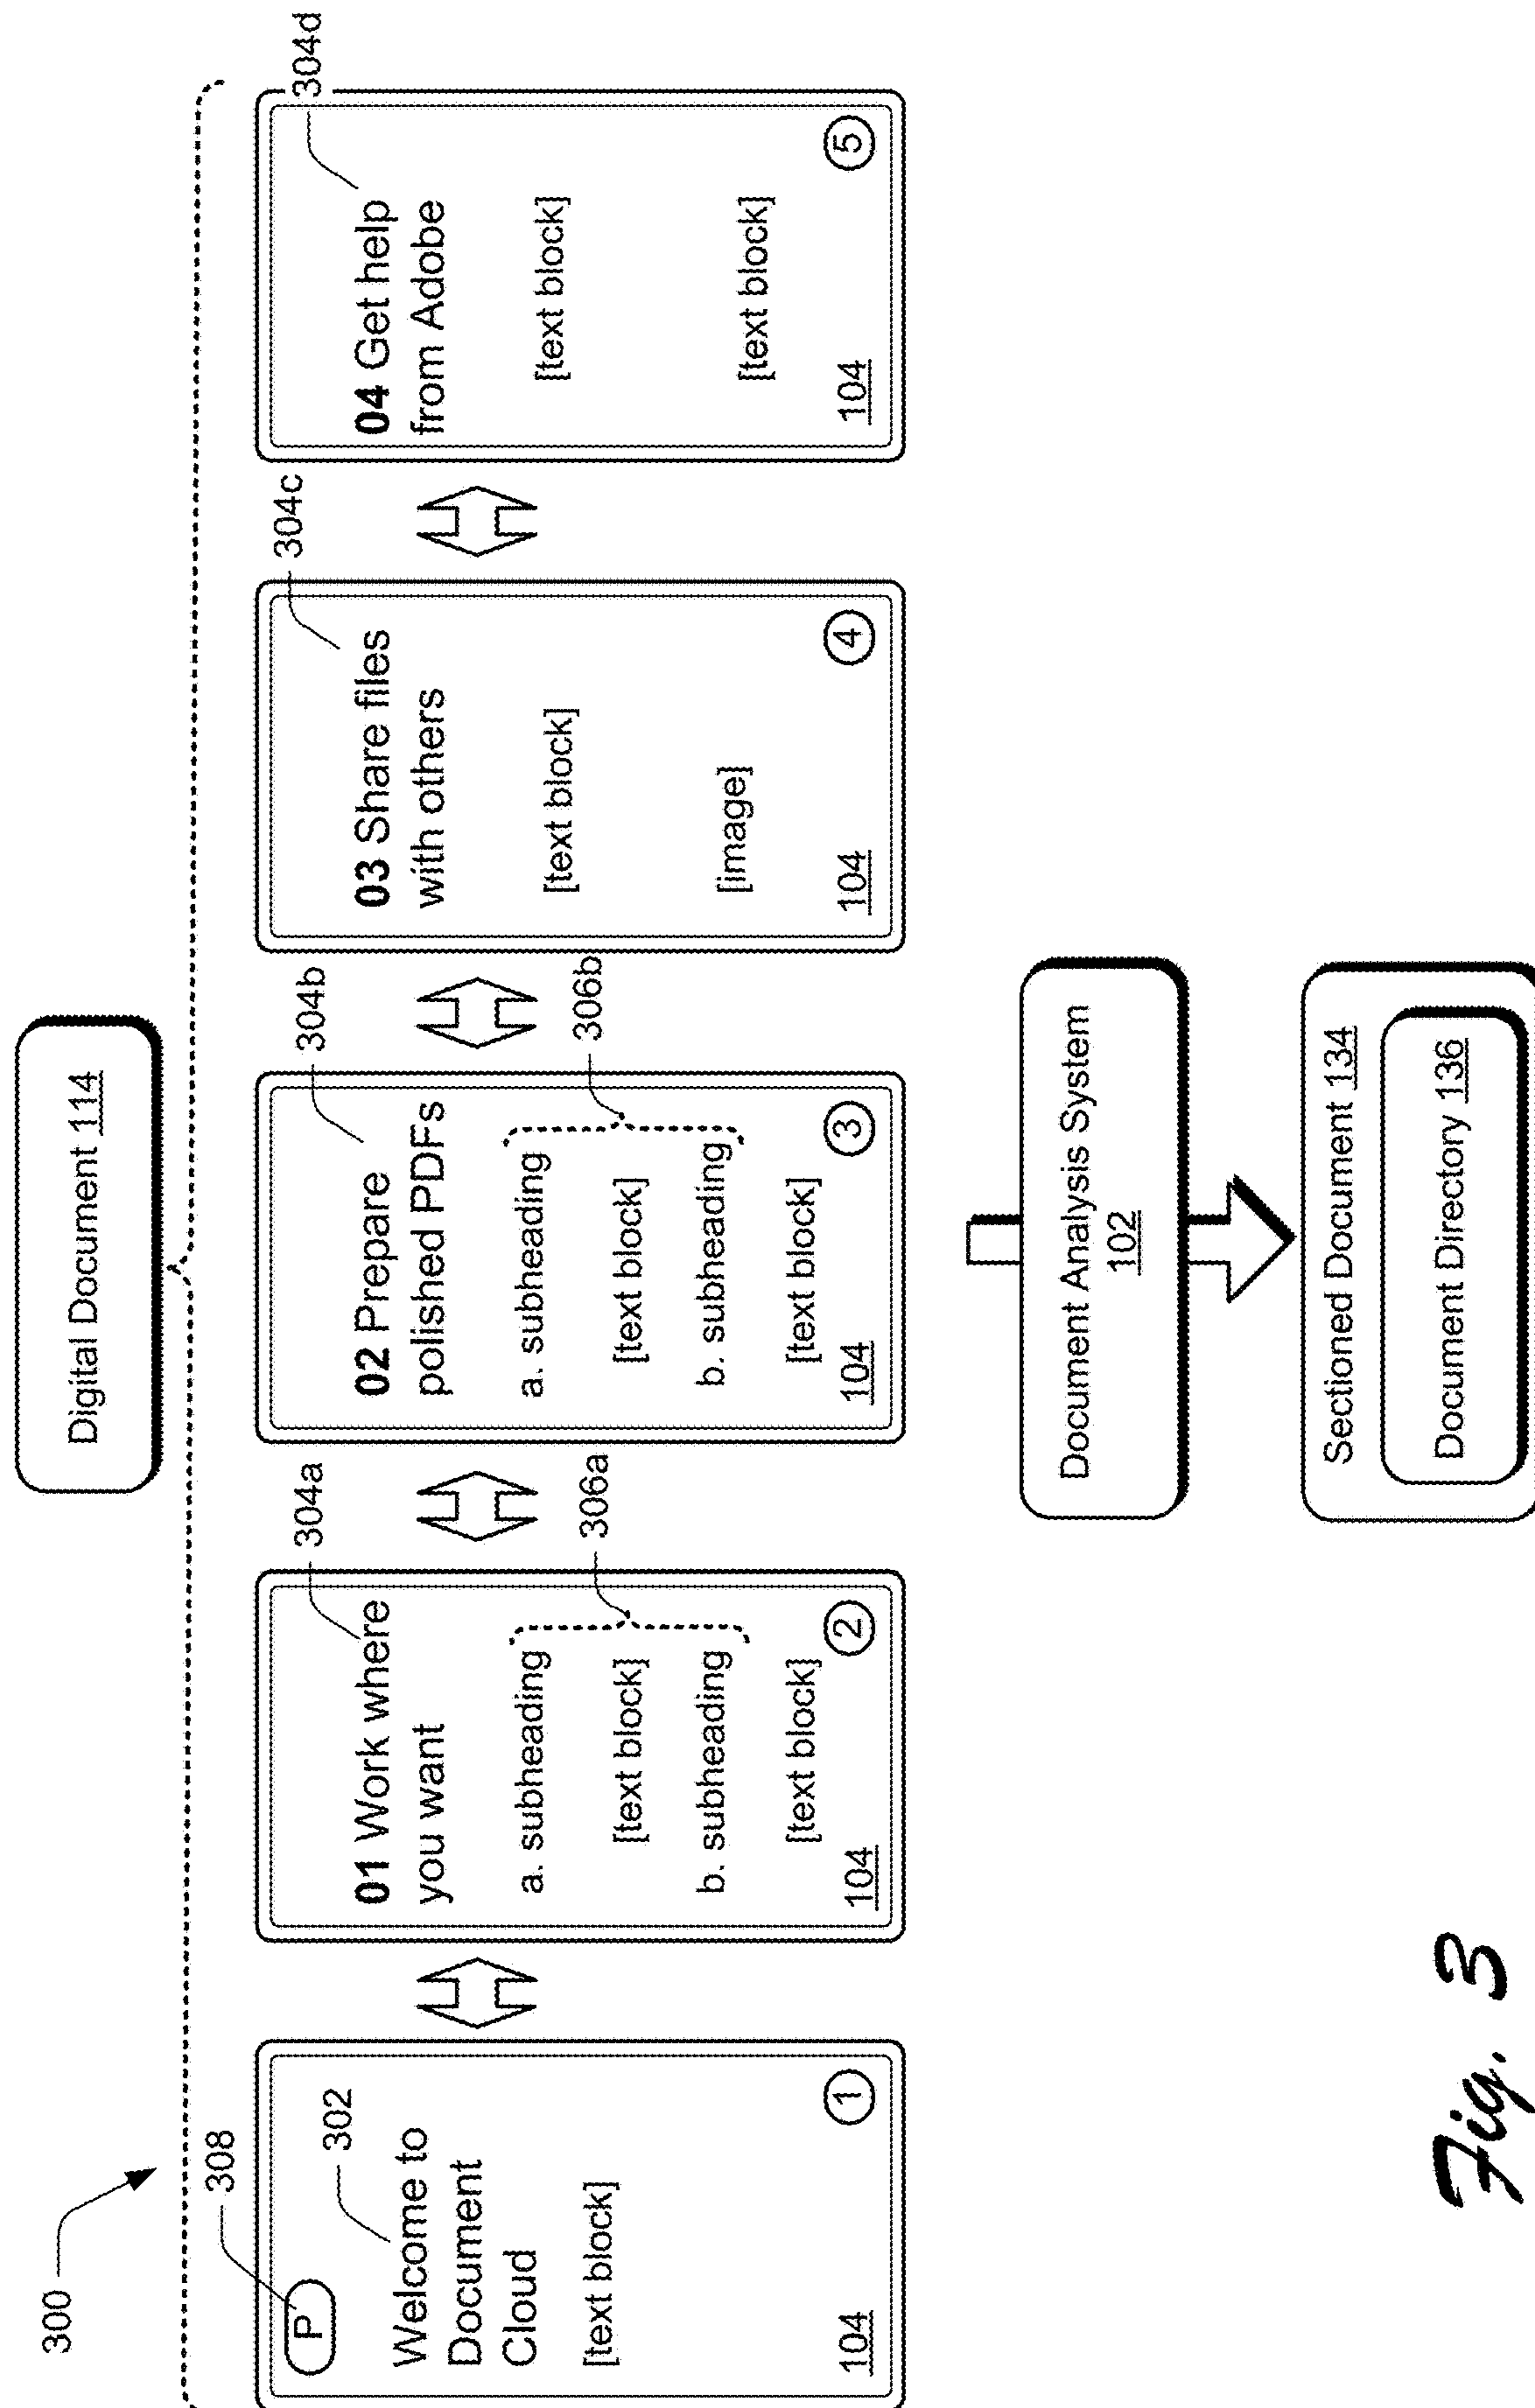 300
Digital Document 114
308
P
302
Welcome to
Document
Cloud
[text block]
104
1
304a
01 Work where
you want
a. subheading
[text block]
b. subheading
[text block]
306a
104
2
304b
02 Prepare
polished PDFs
a. subheading
[text block]
b. subheading
[text block]
306b
104
3
304c
03 Share files
with others
[text block]
[image]
104
4
304d
04 Get help
from Adobe
[text block]
[text block]
104
5
Document Analysis System
102
Sectioned Document 134
Document Directory 136
Fig. 3